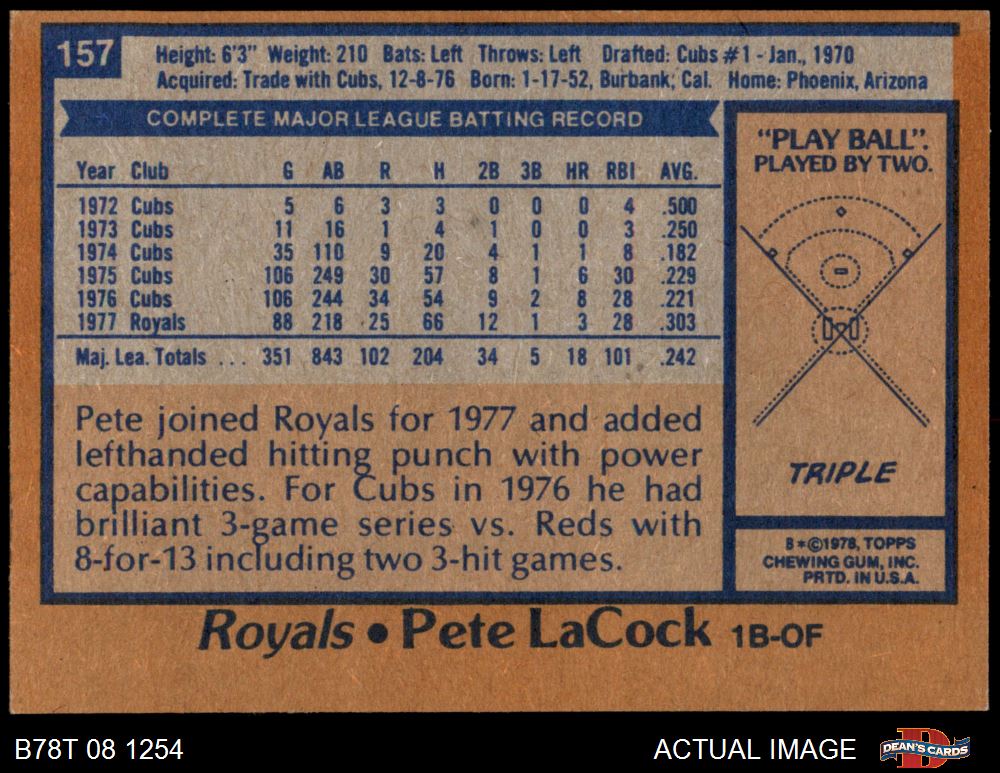 157
Height: 6'3" Weight: 210 Bats: Left Throws: Left Drafted: Cubs #1 - Jan., 1970
Acquired: Trade with Cubs, 12-8-76 Born: 1-17-52, Burbank, Cal. Home: Phoenix, Arizona
COMPLETE MAJOR LEAGUE BATTING RECORD
Year Club G AB R H 2B 3B HR RBI AVG.
1972 Cubs 5 6 3 3 0 0 0 4 .500
1973 Cubs 11 16 1 4 1 0 0 3 .250
1974 Cubs 35 110 9 20 4 1 1 8 .182
1975 Cubs 106 249 30 57 8 1 6 30 .229
1976 Cubs 106 244 34 54 9 2 8 28 .221
1977 Royals 88 218 25 66 12 1 3 28 .303
Maj. Lea. Totals ... 351 843 102 204 34 5 18 101 .242
Pete joined Royals for 1977 and added
lefthanded hitting punch with power
capabilities. For Cubs in 1976 he had
brilliant 3-game series vs. Reds with
8-for-13 including two 3-hit games.
"PLAY BALL".
PLAYED BY TWO.
TRIPLE
B*©1978, TOPPS
CHEWING GUM, INC.
PRTD. IN U.S.A.
Royals • Pete LaCock 1B-OF
B78T 08 1254
ACTUAL IMAGE
DEAN'S CARDS